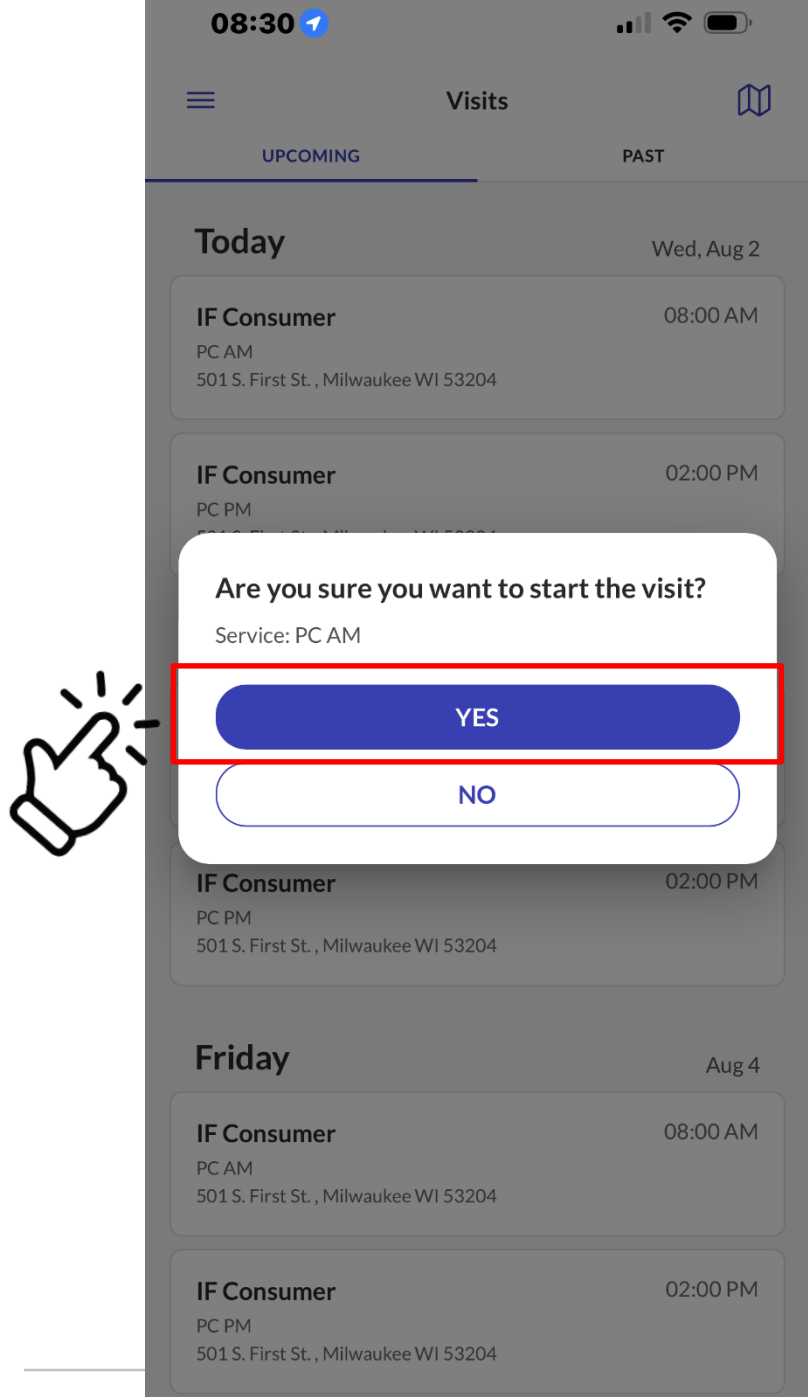 08:30
Visits
UPCOMING PAST
Today Wed, Aug 2
IF Consumer 08:00 AM
PC AM
501 S. First St. , Milwaukee WI 53204
IF Consumer 02:00 PM
PC PM
Are you sure you want to start the visit?
Service: PC AM
YES
NO
IF Consumer 02:00 PM
PC PM
501 S. First St. , Milwaukee WI 53204
Friday Aug 4
IF Consumer 08:00 AM
PC AM
501 S. First St. , Milwaukee WI 53204
IF Consumer 02:00 PM
PC PM
501 S. First St. , Milwaukee WI 53204